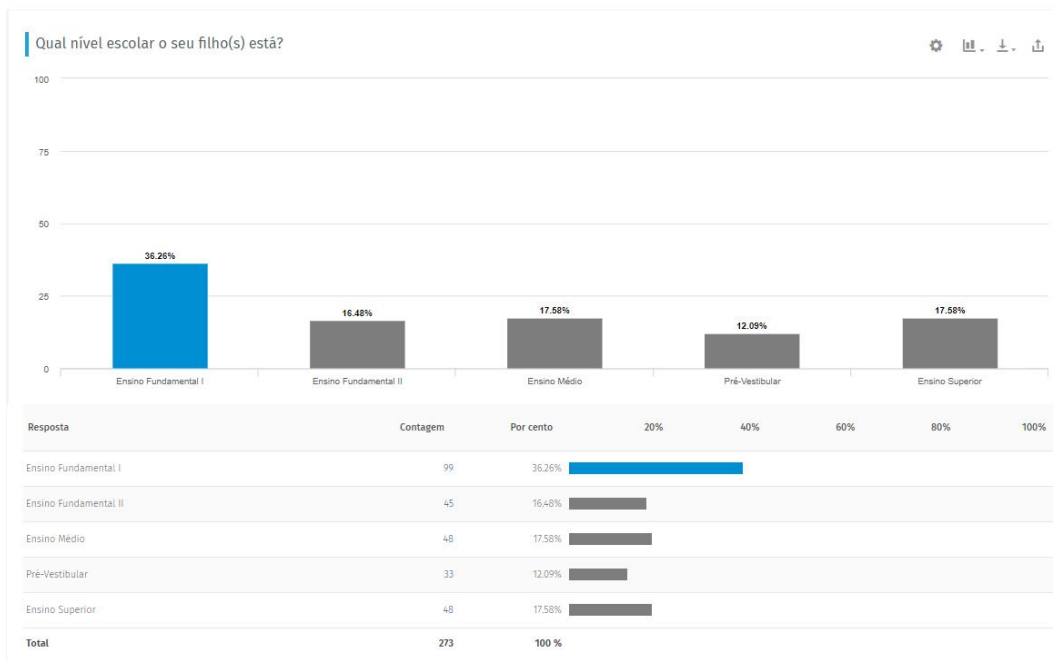 Qual nível escolar o seu filho(s) está?
100
75
50
25
0
36.26%
16.48%
17.58%
12.09%
17.58%
Ensino Fundamental I
Ensino Fundamental II
Ensino Médio
Pré-Vestibular
Ensino Superior
Resposta Contagem Por cento 20% 40% 60% 80% 100%
Ensino Fundamental I 99 36.26%
Ensino Fundamental II 45 16.48%
Ensino Médio 48 17.58%
Pré-Vestibular 33 12.09%
Ensino Superior 48 17.58%
Total 273 100 %